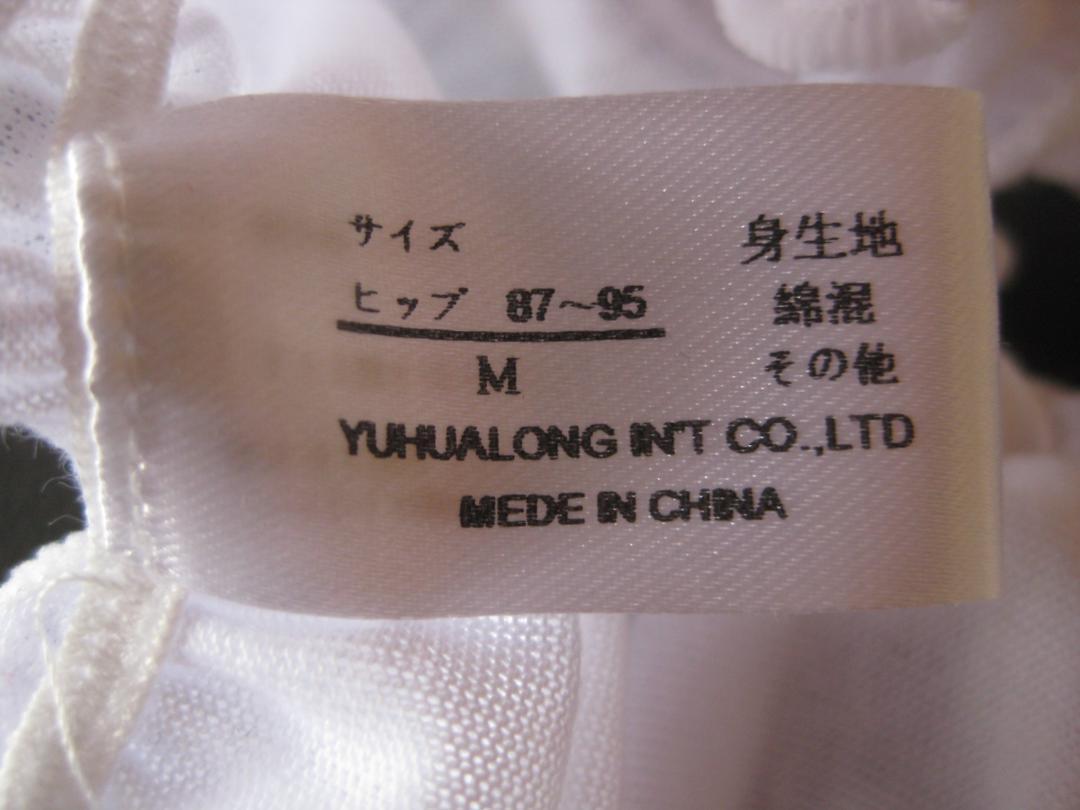 サイズ
ヒップ 87～95
M
身生地
綿混
その他
YUHUALONG IN'T CO.,LTD
MEDE IN CHINA